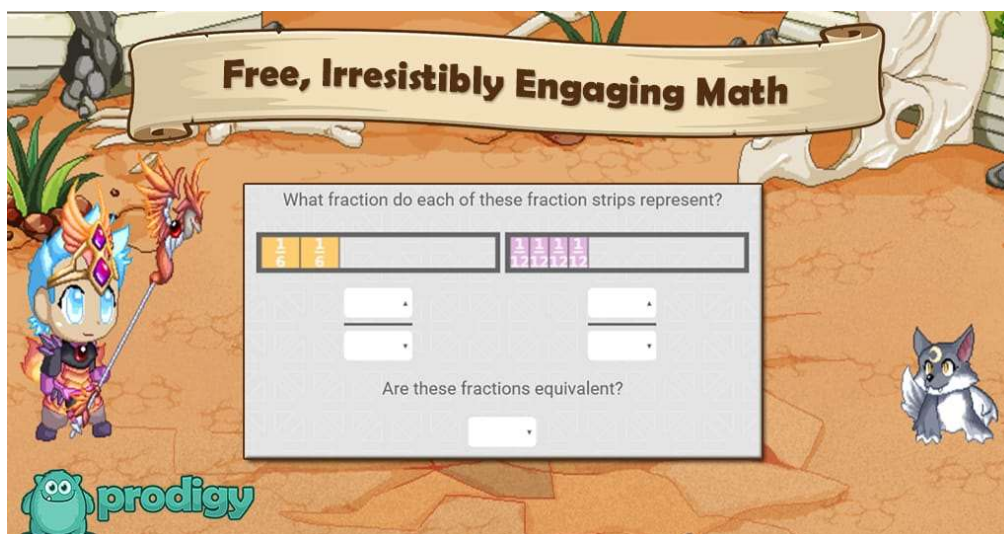 Free, Irresistibly Engaging Math
What fraction do each of these fraction strips represent?
1/6 1/6 1/12 1/12 1/12 1/12
Are these fractions equivalent?
prodigy